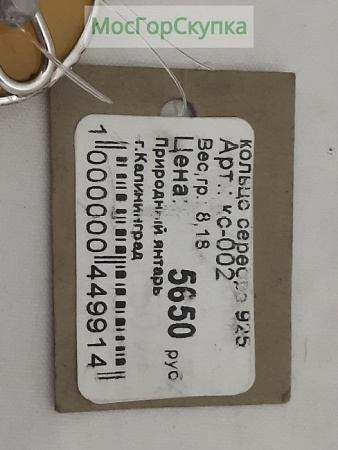 МосГорСкупка
кольцо серебро 925
Арт.: кс-002
Вес,гр.: 8,18
Цена: 5650 руб
Природный янтарь
г.Калининград
1000000449914